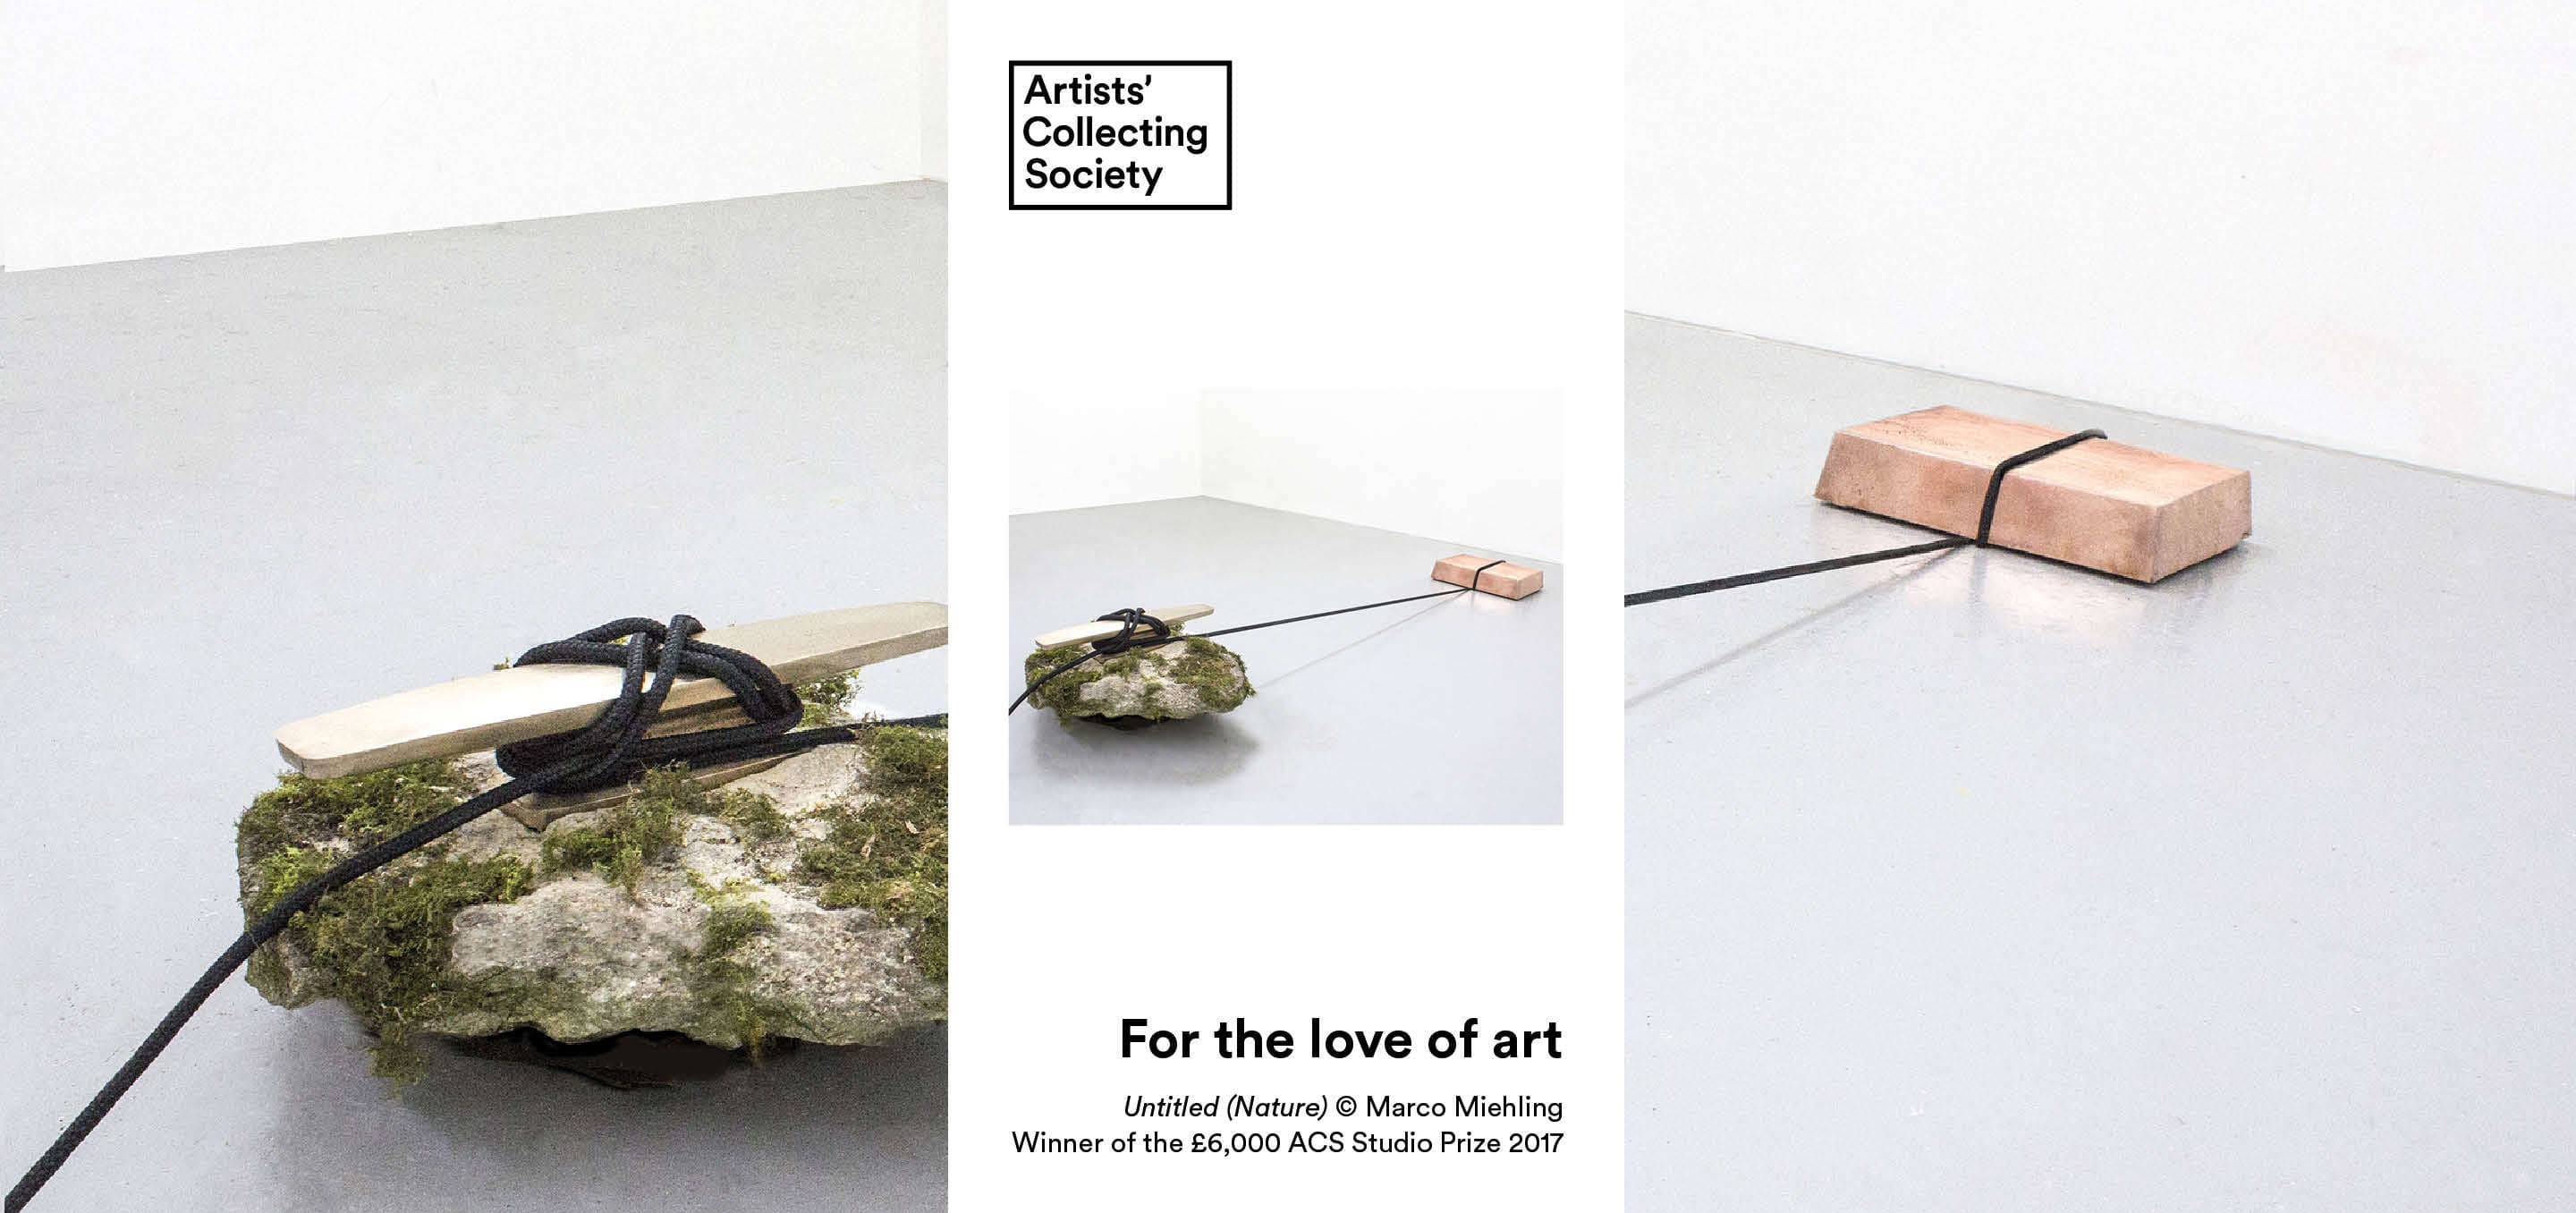 Artists’
Collecting
Society
For the love of art
Untitled (Nature) © Marco Miehling
Winner of the £6,000 ACS Studio Prize 2017